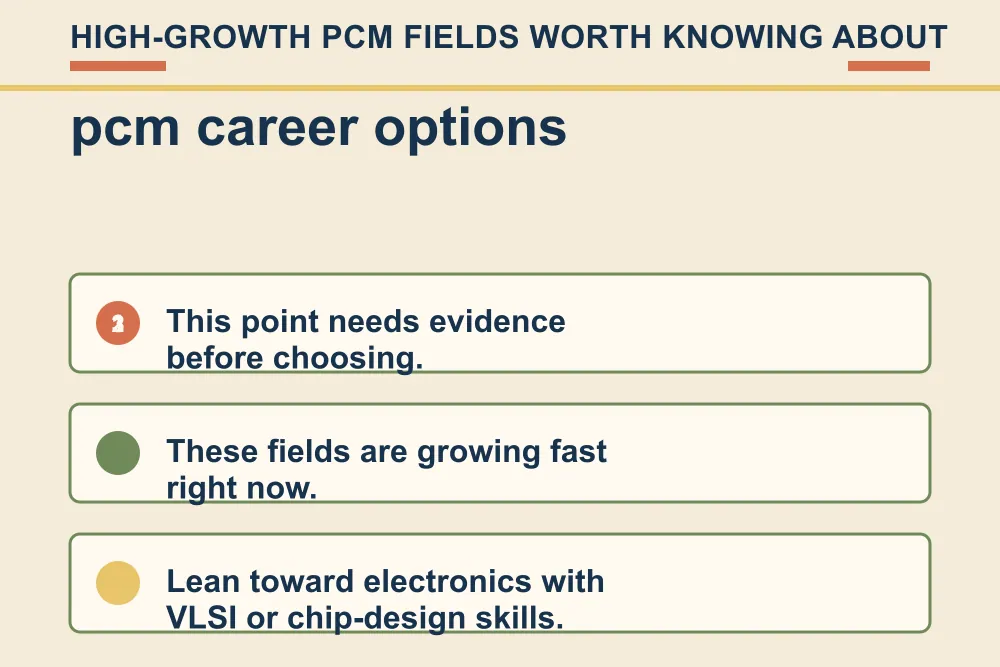 HIGH-GROWTH PCM FIELDS WORTH KNOWING ABOUT
pcm career options
This point needs evidence
before choosing.
These fields are growing fast
right now.
Lean toward electronics with
VLSI or chip-design skills.